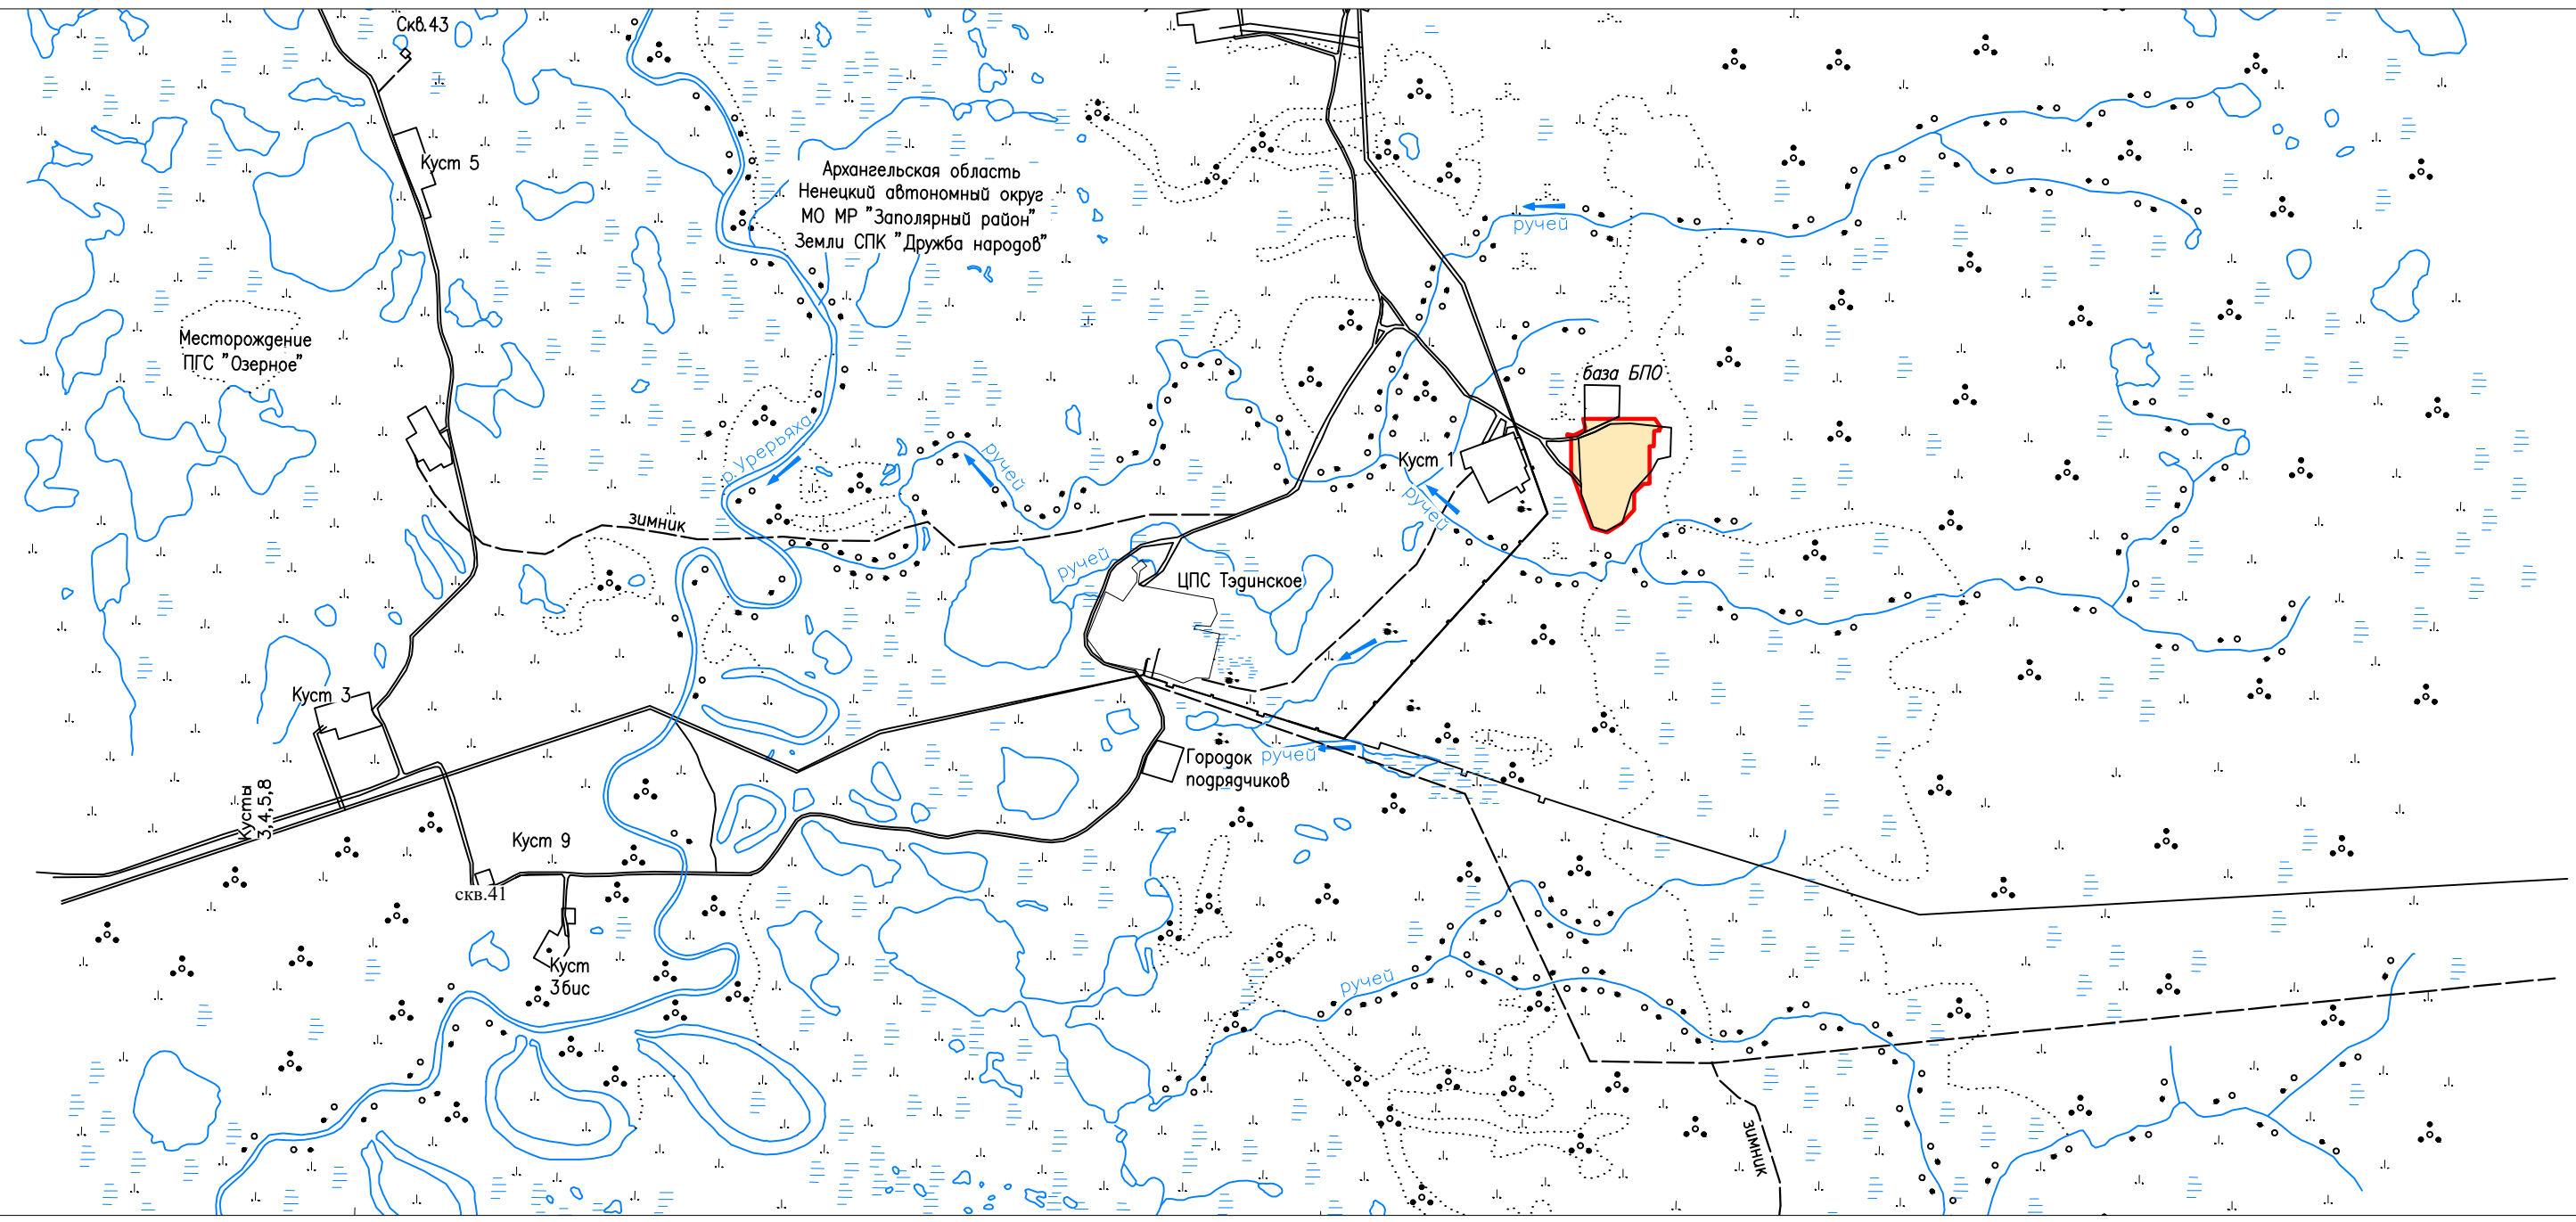 Скв.43
Куст 5
Архангельская область
Ненецкий автономный округ
МО МР "Заполярный район"
Земли СПК "Дружба народов"
ручей
Месторождение
ПГС "Озерное"
база БПО
р.Урерьяха
ручей
Куст 1
ручей
зимник
ручей
ЦПС Тэдинское
Куст 3
ручей
Городок
подрядчиков
Кусты
3,4,5,8
Куст 9
скв.41
Куст
3бис
ручей
зимник